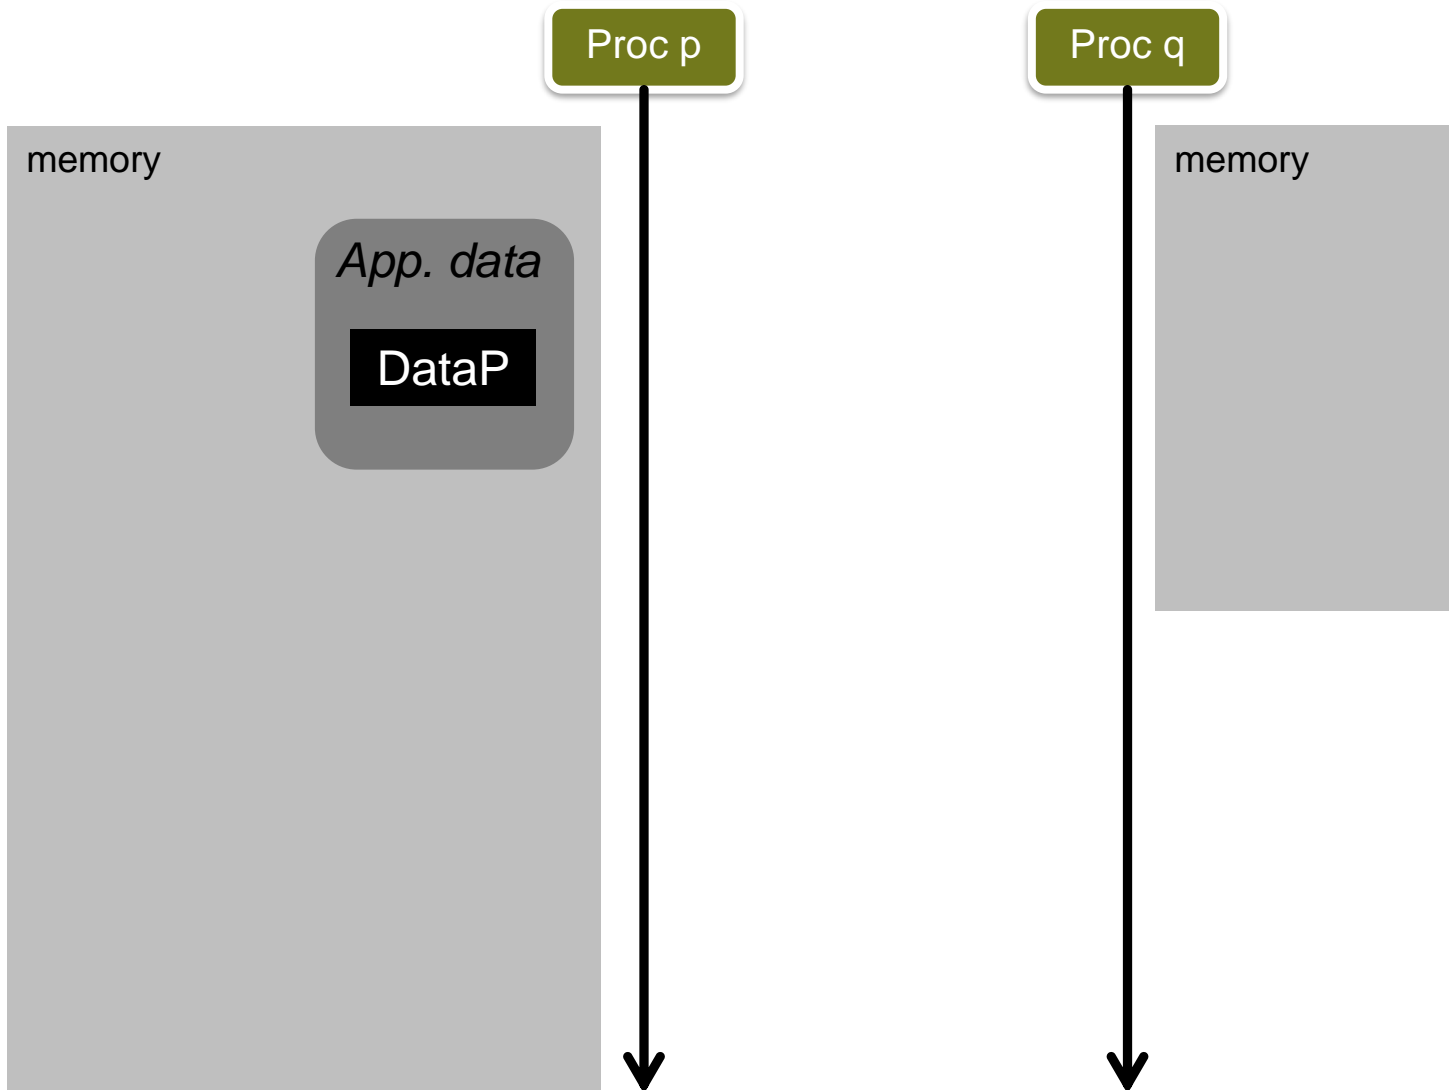 Proc p
Proc q
memory
memory
App. data
DataP